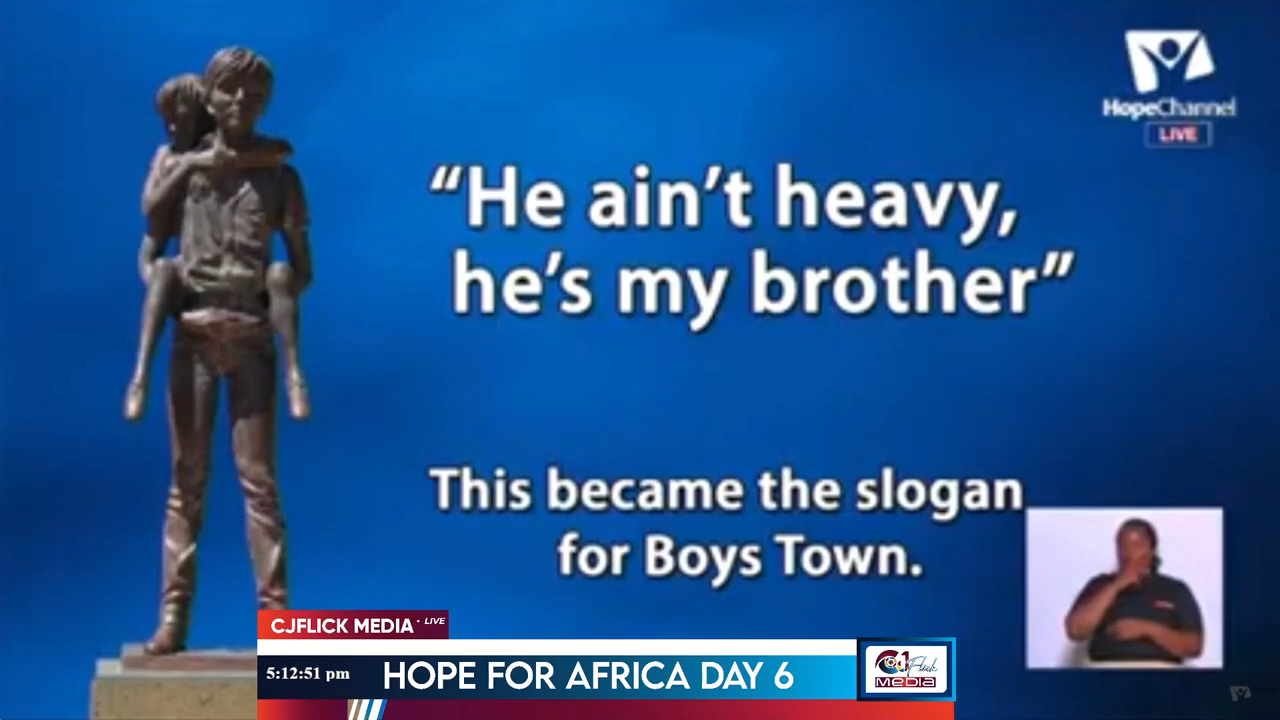 HopeChannel
LIVE
“He ain’t heavy,
he’s my brother”
This became the slogan
for Boys Town.
CJFLICK MEDIA • LIVE
5:12:51 pm
HOPE FOR AFRICA DAY 6
Flick
MEDIA